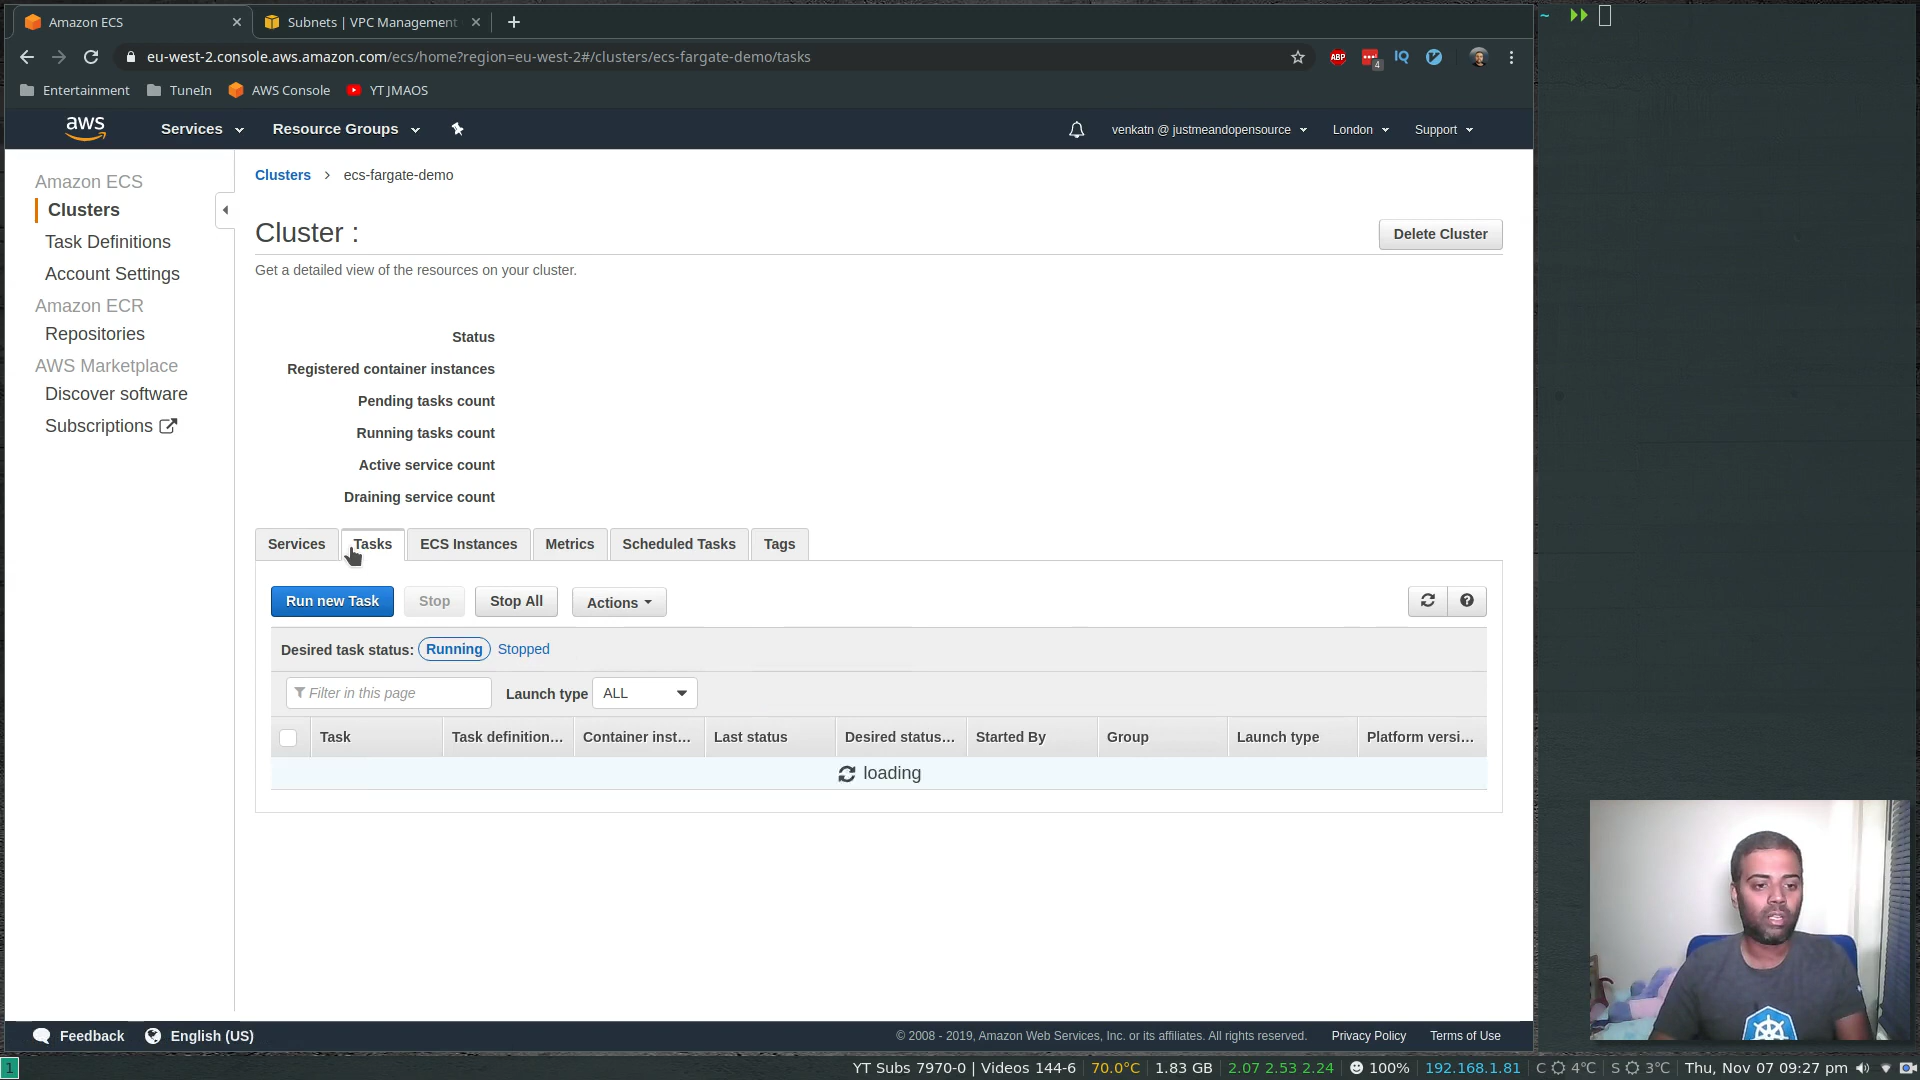 Amazon ECS
Subnets | VPC Management
eu-west-2.console.aws.amazon.com/ecs/home?region=eu-west-2#/clusters/ecs-fargate-demo/tasks
ABP
4
IQ
Entertainment
TuneIn
AWS Console
YT JMAOS
~
aws
Services
Resource Groups
venkatn @ justmeandopensource
London
Support
Amazon ECS
Clusters
Task Definitions
Account Settings
Amazon ECR
Repositories
AWS Marketplace
Discover software
Subscriptions
Clusters > ecs-fargate-demo
Cluster :
Delete Cluster
Get a detailed view of the resources on your cluster.
Status
Registered container instances
Pending tasks count
Running tasks count
Active service count
Draining service count
Services
Tasks
ECS Instances
Metrics
Scheduled Tasks
Tags
Run new Task
Stop
Stop All
Actions
Desired task status: Running Stopped
Filter in this page
Launch type ALL
Task
Task definition...
Container inst...
Last status
Desired status...
Started By
Group
Launch type
Platform versi...
loading
Feedback
English (US)
© 2008 - 2019, Amazon Web Services, Inc. or its affiliates. All rights reserved.
Privacy Policy
Terms of Use
1
YT Subs 7970-0 | Videos 144-6 | 70.0°C | 1.83 GB | 2.07 2.53 2.24 | 100% | 192.168.1.81 | C 4°C | S 3°C | Thu, Nov 07 09:27 pm